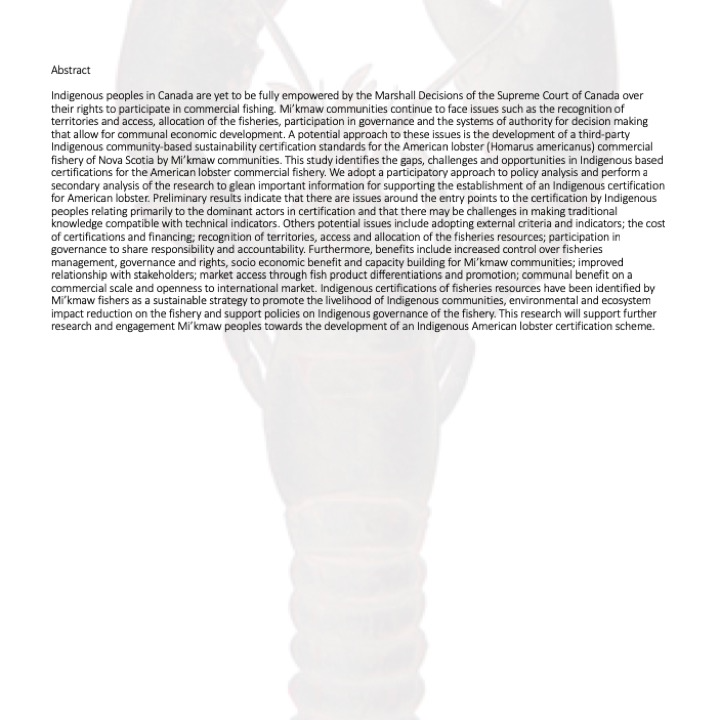 Abstract
Indigenous peoples in Canada are yet to be fully empowered by the Marshall Decisions of the Supreme Court of Canada over
their rights to participate in commercial fishing. Mi'kmaw communities continue to face issues such as the recognition of
territories and access, allocation of the fisheries, participation in governance and the systems of authority for decision making
that allow for communal economic development. A potential approach to these issues is the development of a third-party
Indigenous community-based sustainability certification standards for the American lobster (Homarus americanus) commercial
fishery of Nova Scotia by Mi'kmaw communities. This study identifies the gaps, challenges and opportunities in Indigenous based
certifications for the American lobster commercial fishery. We adopt a participatory approach to policy analysis and perform a
secondary analysis of the research to glean important information for supporting the establishment of an Indigenous certification
for American lobster. Preliminary results indicate that there are issues around the entry points to the certification by Indigenous
peoples relating primarily to the dominant actors in certification and that there may be challenges in making traditional
knowledge compatible with technical indicators. Others potential issues include adopting external criteria and indicators; the cost
of certifications and financing; recognition of territories, access and allocation of the fisheries resources; participation in
governance to share responsibility and accountability. Furthermore, benefits include increased control over fisheries
management, governance and rights, socio economic benefit and capacity building for Mi'kmaw communities; improved
relationship with stakeholders; market access through fish product differentiations and promotion; communal benefit on a
commercial scale and openness to international market. Indigenous certifications of fisheries resources have been identified by
Mi'kmaw fishers as a sustainable strategy to promote the livelihood of Indigenous communities, environmental and ecosystem
impact reduction on the fishery and support policies on Indigenous governance of the fishery. This research will support further
research and engagement Mi'kmaw peoples towards the development of an Indigenous American lobster certification scheme.